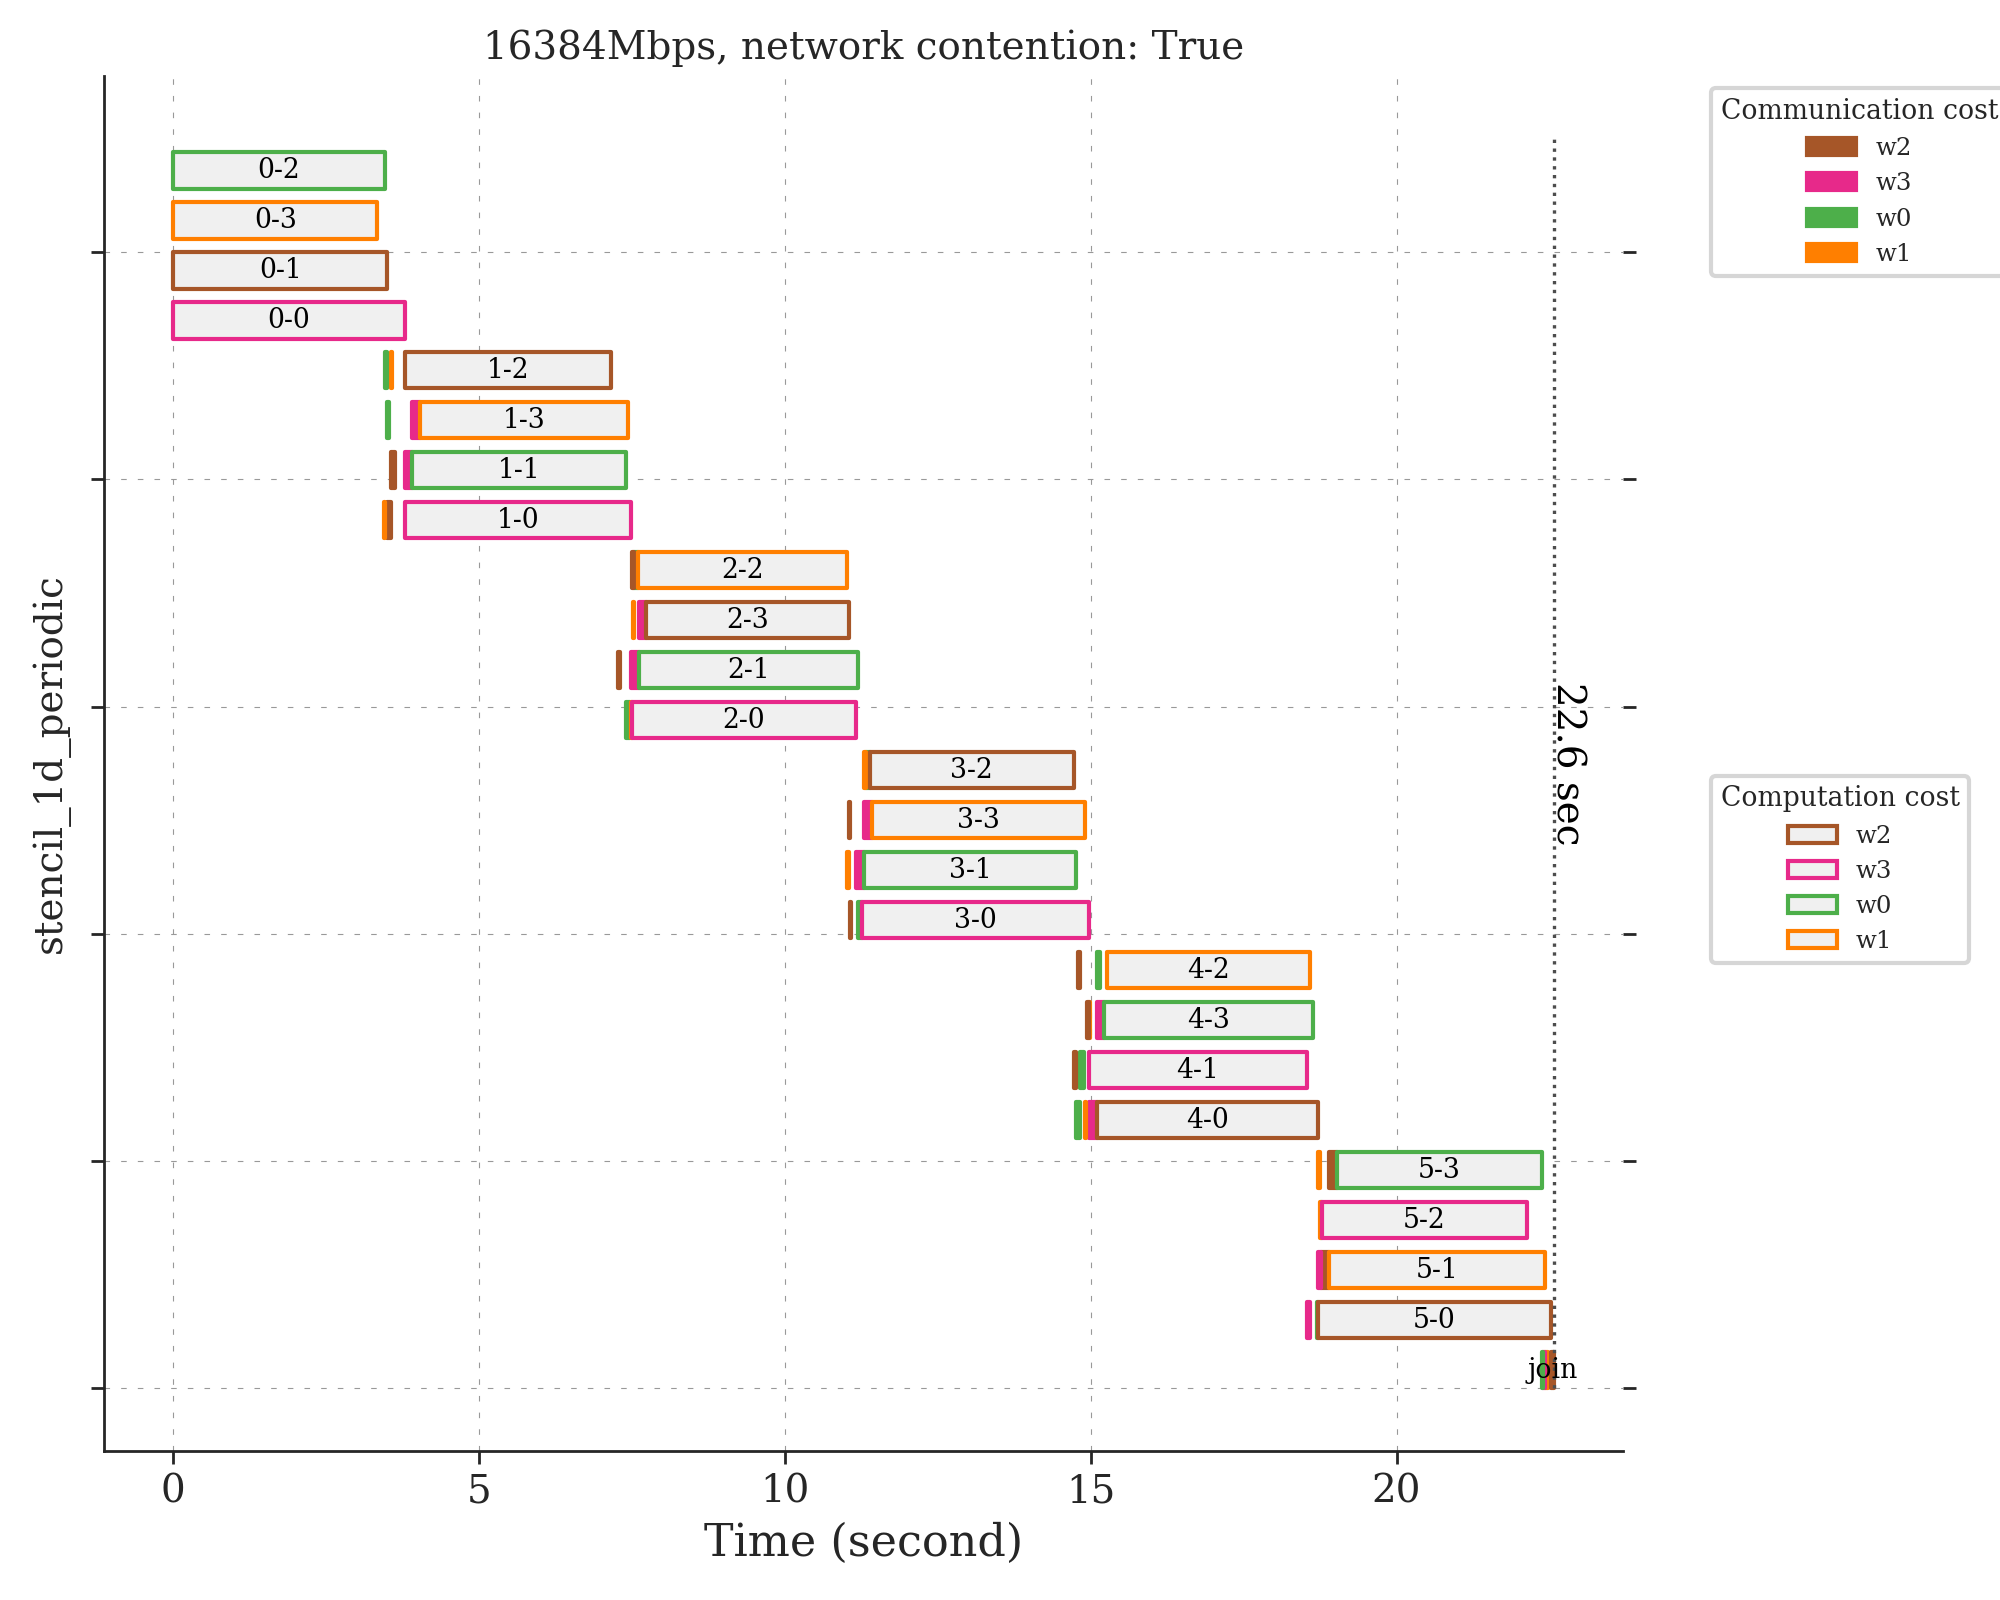 16384Mbps, network contention: True
Communication cost
w2
w3
w0
w1
0-2
0-3
0-1
0-0
1-2
1-3
1-1
1-0
2-2
2-3
2-1
2-0
3-2
3-3
3-1
3-0
4-2
4-3
4-1
4-0
5-3
5-2
5-1
5-0
join
22.6 sec
Computation cost
w2
w3
w0
w1
stencil_1d_periodic
0 5 10 15 20
Time (second)